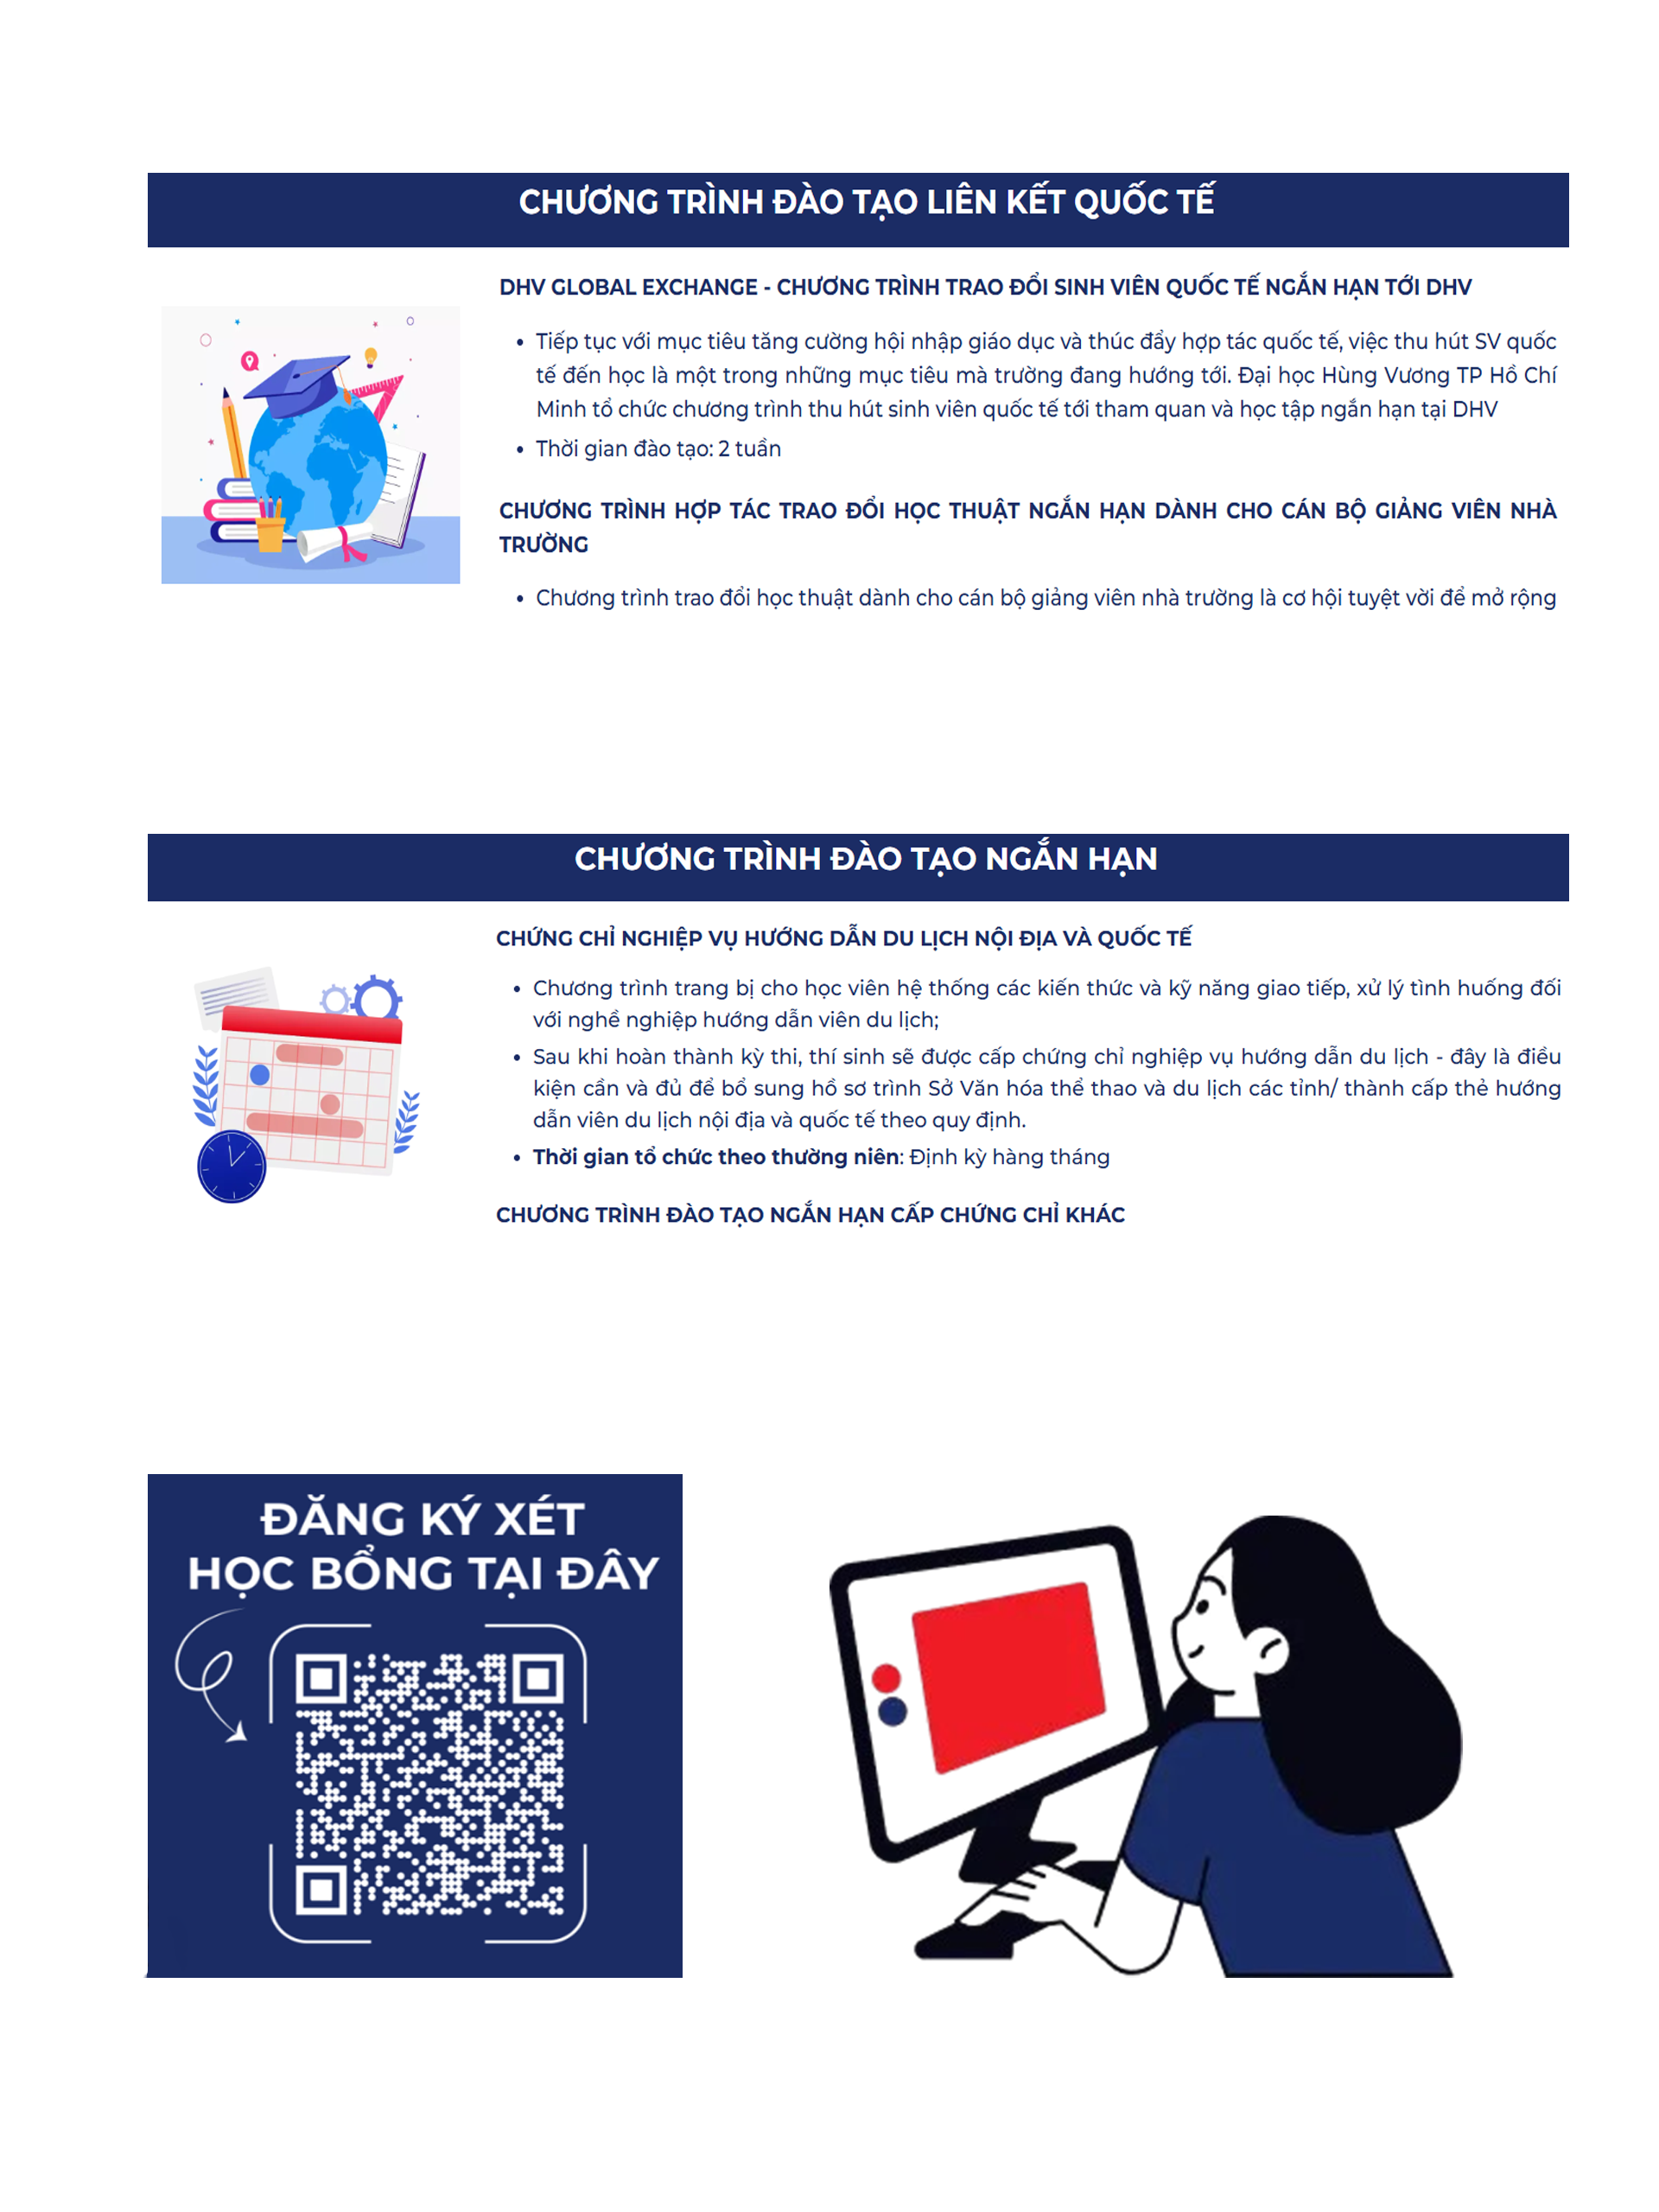 CHƯƠNG TRÌNH ĐÀO TẠO LIÊN KẾT QUỐC TẾ
DHV GLOBAL EXCHANGE - CHƯƠNG TRÌNH TRAO ĐỔI SINH VIÊN QUỐC TẾ NGẮN HẠN TỚI DHV
• Tiếp tục với mục tiêu tăng cường hội nhập giáo dục và thúc đẩy hợp tác quốc tế, việc thu hút SV quốc
tế đến học là một trong những mục tiêu mà trường đang hướng tới. Đại học Hùng Vương TP Hồ Chí
Minh tổ chức chương trình thu hút sinh viên quốc tế tới tham quan và học tập ngắn hạn tại DHV
• Thời gian đào tạo: 2 tuần
CHƯƠNG TRÌNH HỢP TÁC TRAO ĐỔI HỌC THUẬT NGẮN HẠN DÀNH CHO CÁN BỘ GIẢNG VIÊN NHÀ
TRƯỜNG
• Chương trình trao đổi học thuật dành cho cán bộ giảng viên nhà trường là cơ hội tuyệt vời để mở rộng
CHƯƠNG TRÌNH ĐÀO TẠO NGẮN HẠN
CHỨNG CHỈ NGHIỆP VỤ HƯỚNG DẪN DU LỊCH NỘI ĐỊA VÀ QUỐC TẾ
• Chương trình trang bị cho học viên hệ thống các kiến thức và kỹ năng giao tiếp, xử lý tình huống đối
với nghề nghiệp hướng dẫn viên du lịch;
• Sau khi hoàn thành kỳ thi, thí sinh sẽ được cấp chứng chỉ nghiệp vụ hướng dẫn du lịch - đây là điều
kiện cần và đủ để bổ sung hồ sơ trình Sở Văn hóa thể thao và du lịch các tỉnh/ thành cấp thẻ hướng
dẫn viên du lịch nội địa và quốc tế theo quy định.
• Thời gian tổ chức theo thường niên: Định kỳ hàng tháng
CHƯƠNG TRÌNH ĐÀO TẠO NGẮN HẠN CẤP CHỨNG CHỈ KHÁC
ĐĂNG KÝ XÉT
HỌC BỔNG TẠI ĐÂY